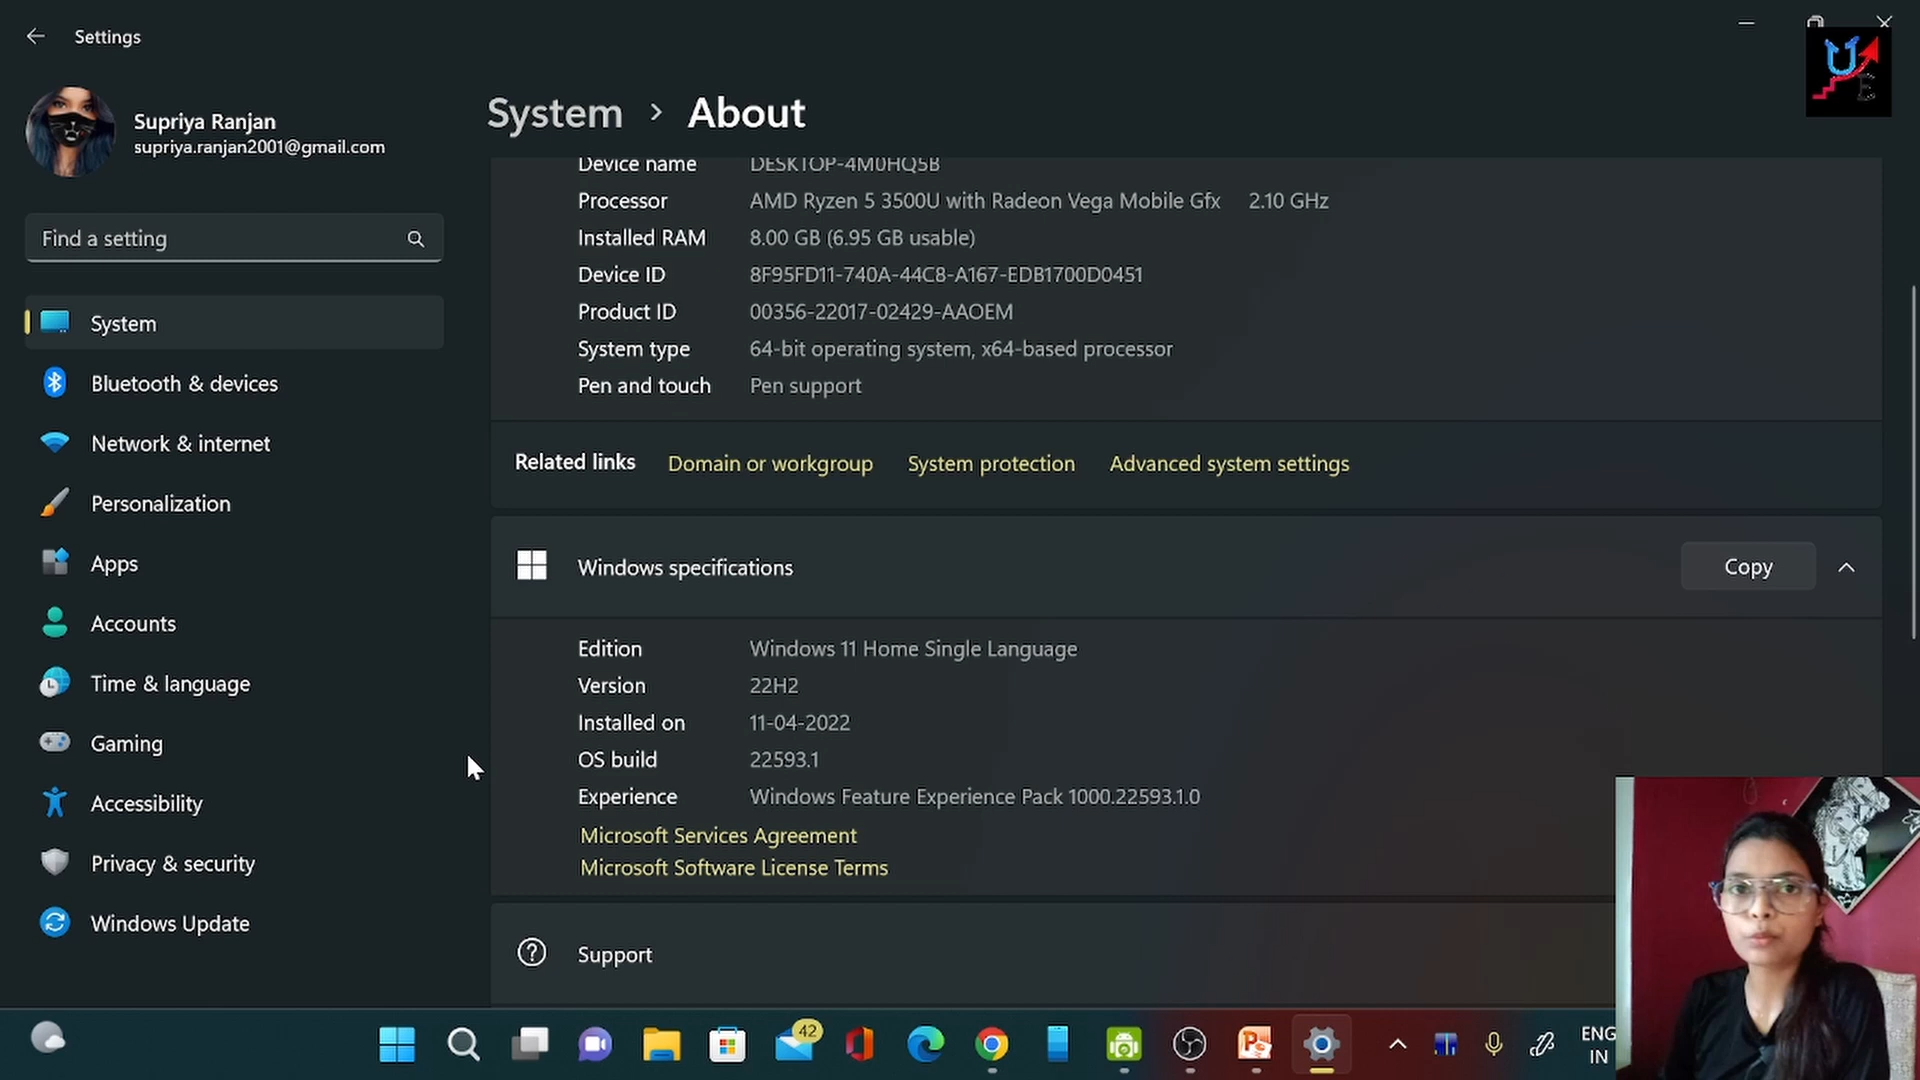 Settings
Supriya Ranjan
supriya.ranjan2001@gmail.com
Find a setting
System
Bluetooth & devices
Network & internet
Personalization
Apps
Accounts
Time & language
Gaming
Accessibility
Privacy & security
Windows Update
System > About
Device name DESKTOP-4M0HQ5B
Processor AMD Ryzen 5 3500U with Radeon Vega Mobile Gfx 2.10 GHz
Installed RAM 8.00 GB (6.95 GB usable)
Device ID 8F95FD11-740A-44C8-A167-EDB1700D0451
Product ID 00356-22017-02429-AAOEM
System type 64-bit operating system, x64-based processor
Pen and touch Pen support
Related links Domain or workgroup System protection Advanced system settings
Windows specifications Copy
Edition Windows 11 Home Single Language
Version 22H2
Installed on 11-04-2022
OS build 22593.1
Experience Windows Feature Experience Pack 1000.22593.1.0
Microsoft Services Agreement
Microsoft Software License Terms
Support
42
ENG
IN
U
E